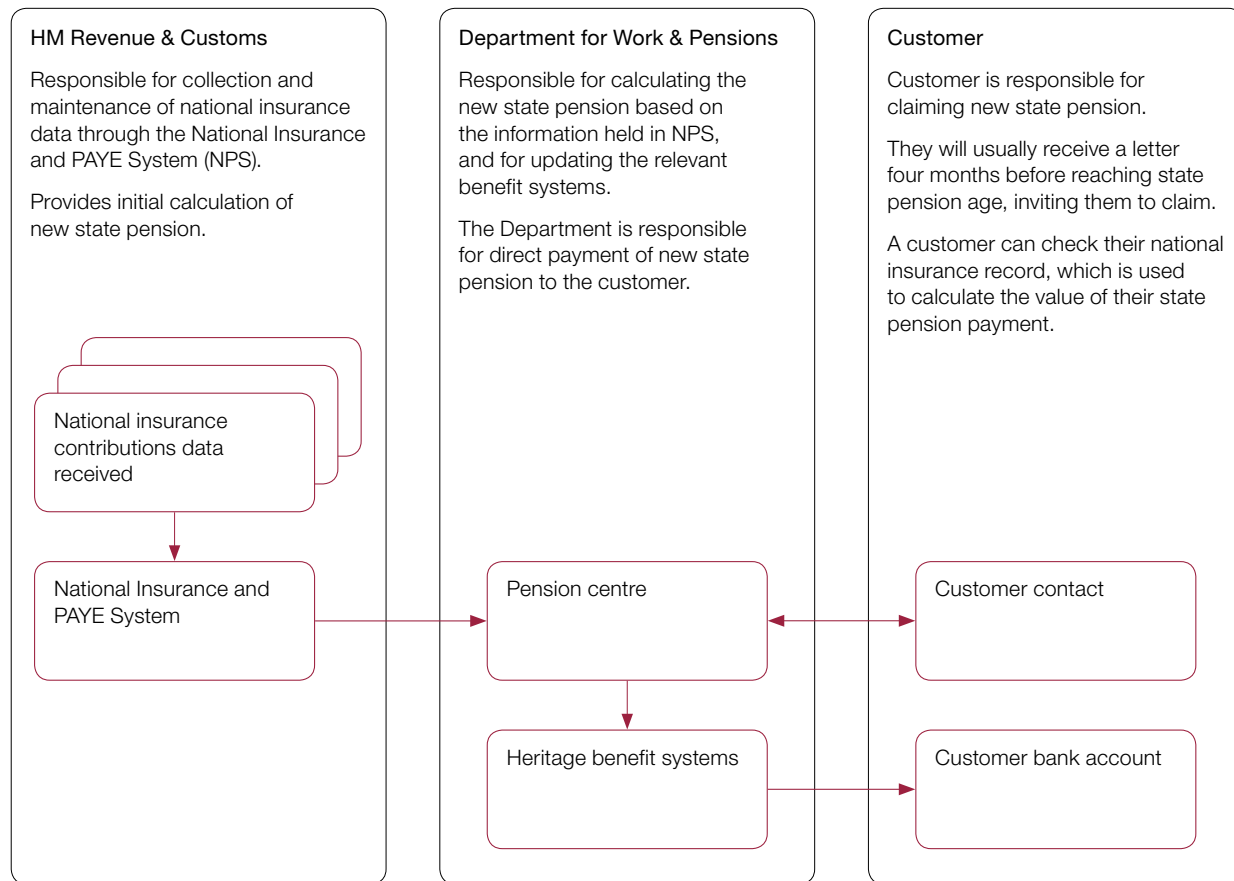 HM Revenue & Customs
Responsible for collection and
maintenance of national insurance
data through the National Insurance
and PAYE System (NPS).
Provides initial calculation of
new state pension.
National insurance
contributions data
received
National Insurance and
PAYE System
Department for Work & Pensions
Responsible for calculating the
new state pension based on
the information held in NPS,
and for updating the relevant
benefit systems.
The Department is responsible
for direct payment of new state
pension to the customer.
Pension centre
Heritage benefit systems
Customer
Customer is responsible for
claiming new state pension.
They will usually receive a letter
four months before reaching state
pension age, inviting them to claim.
A customer can check their national
insurance record, which is used
to calculate the value of their state
pension payment.
Customer contact
Customer bank account